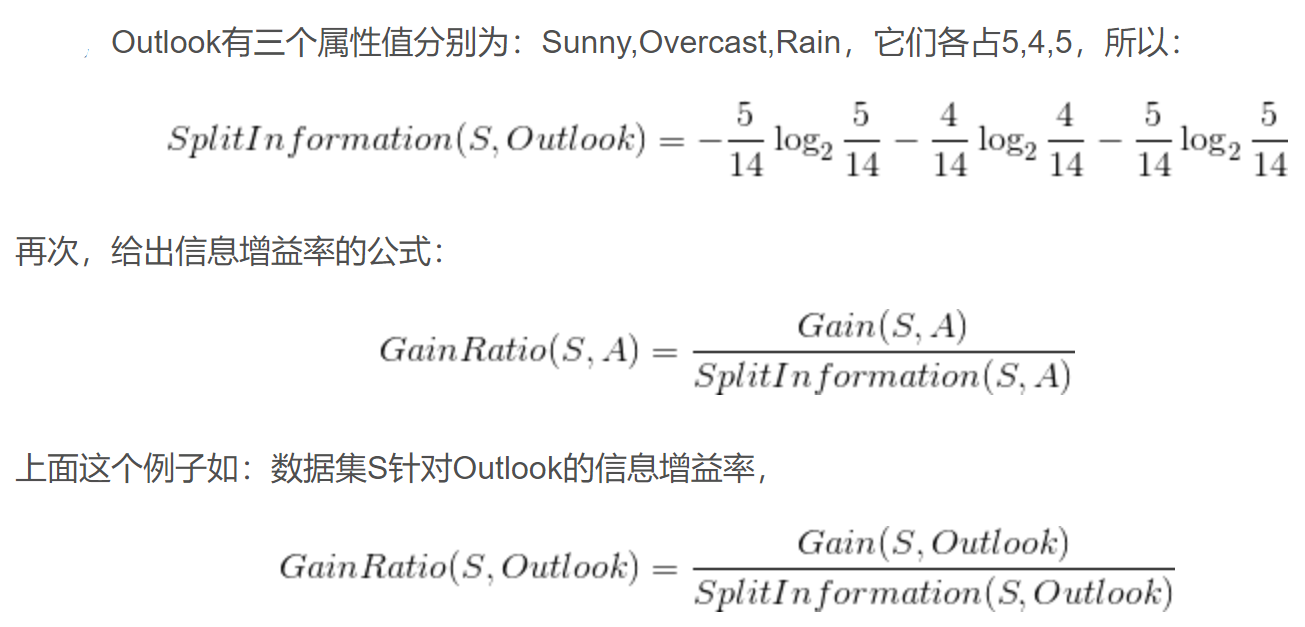 Outlook有三个属性值分别为：Sunny,Overcast,Rain，它们各占5,4,5，所以：
SplitInformation(S, Outlook) = −5/14 log₂ 5/14 − 4/14 log₂ 4/14 − 5/14 log₂ 5/14
再次，给出信息增益率的公式：
GainRatio(S, A) = Gain(S, A) / SplitInformation(S, A)
上面这个例子如：数据集S针对Outlook的信息增益率，
GainRatio(S, Outlook) = Gain(S, Outlook) / SplitInformation(S, Outlook)